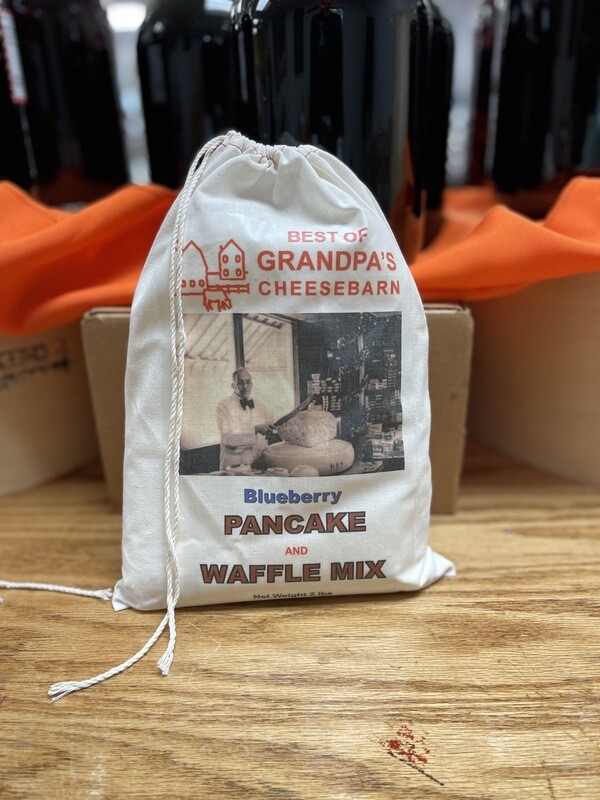 BEST OF
GRANDPA'S
CHEESEBARN
Blueberry
PANCAKE
AND
WAFFLE MIX
Net Weight 2 lbs